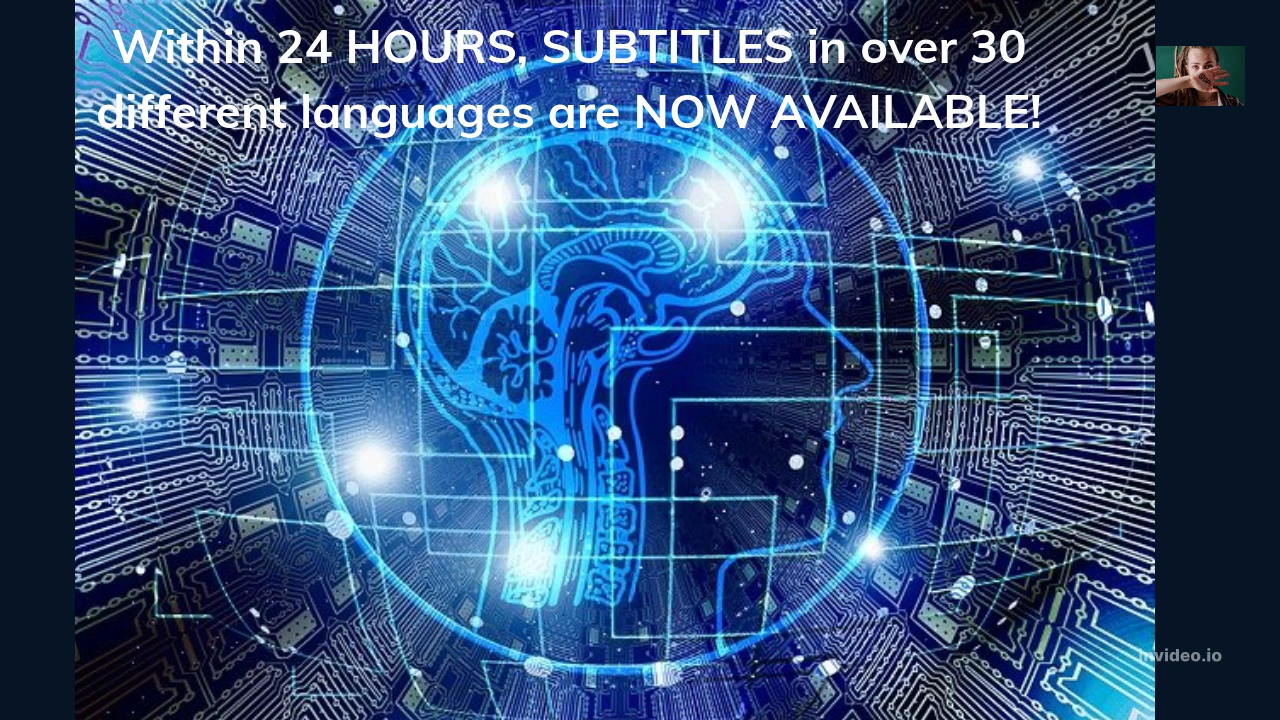 Within 24 HOURS, SUBTITLES in over 30
different languages are NOW AVAILABLE!
invideo.io